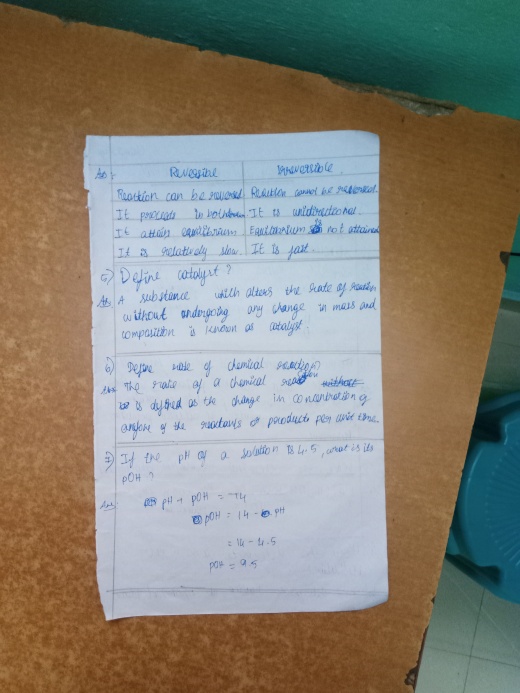 Ans: Reversible Irreversible
Reaction can be reversed Reaction cannot be reversed.
It proceeds in both It is unidirectional.
It attains equilibrium Equilibrium is not attained
It is relatively slow. It is fast.
5) Define catalyst?
Ans A substance which alters the rate of reaction
without undergoing any change in mass and
composition is known as catalyst.
6) Define rate of chemical reaction?
Ans The rate of a chemical reaction without
is defined as the change in concentration of
anyone of the reactants or products per unit time.
7) If the pH of a solution is 4.5, what is its
pOH?
Ans: pH + pOH = 14
pOH = 14 - pH
= 14 - 4.5
pOH = 9.5